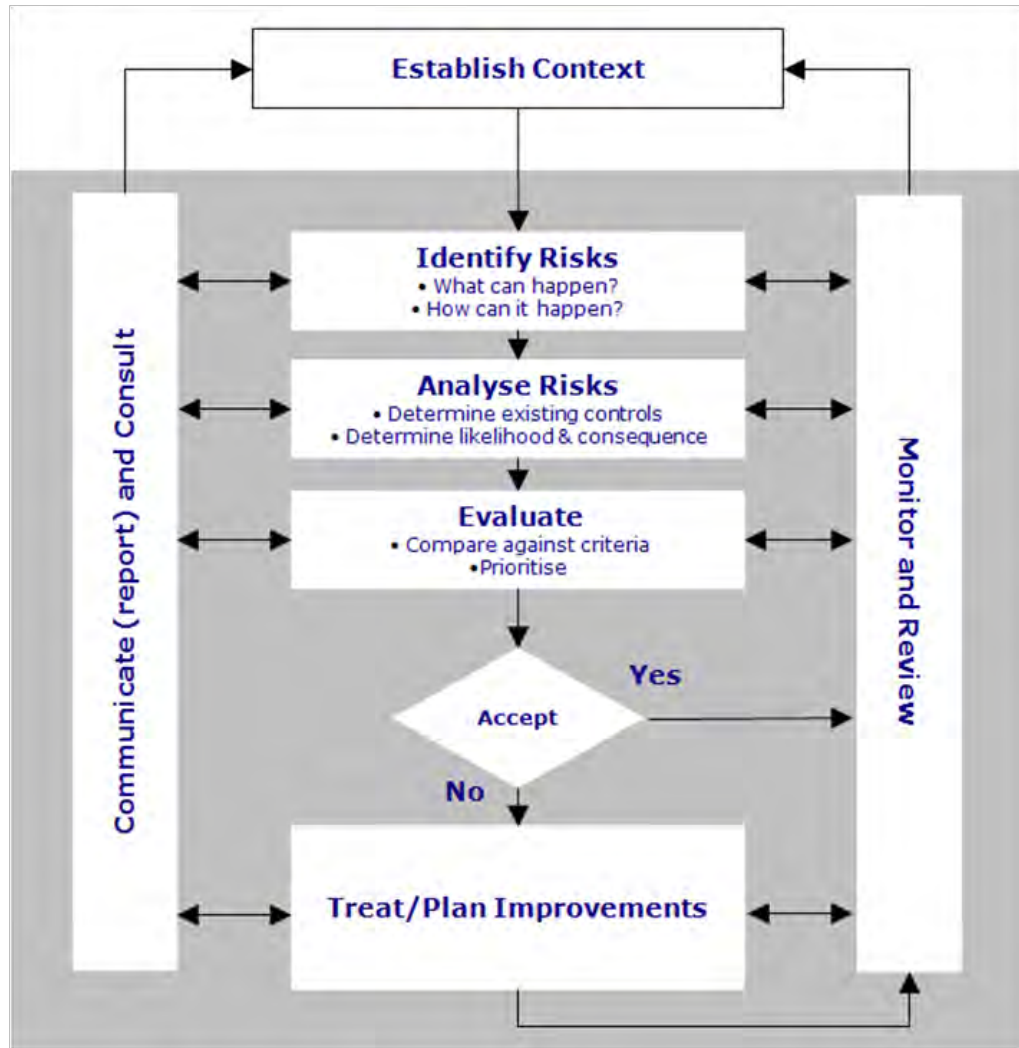 Establish Context
Identify Risks
• What can happen?
• How can it happen?
Analyse Risks
• Determine existing controls
• Determine likelihood & consequence
Evaluate
• Compare against criteria
•Prioritise
Accept
Yes
No
Treat/Plan Improvements
Communicate (report) and Consult
Monitor and Review